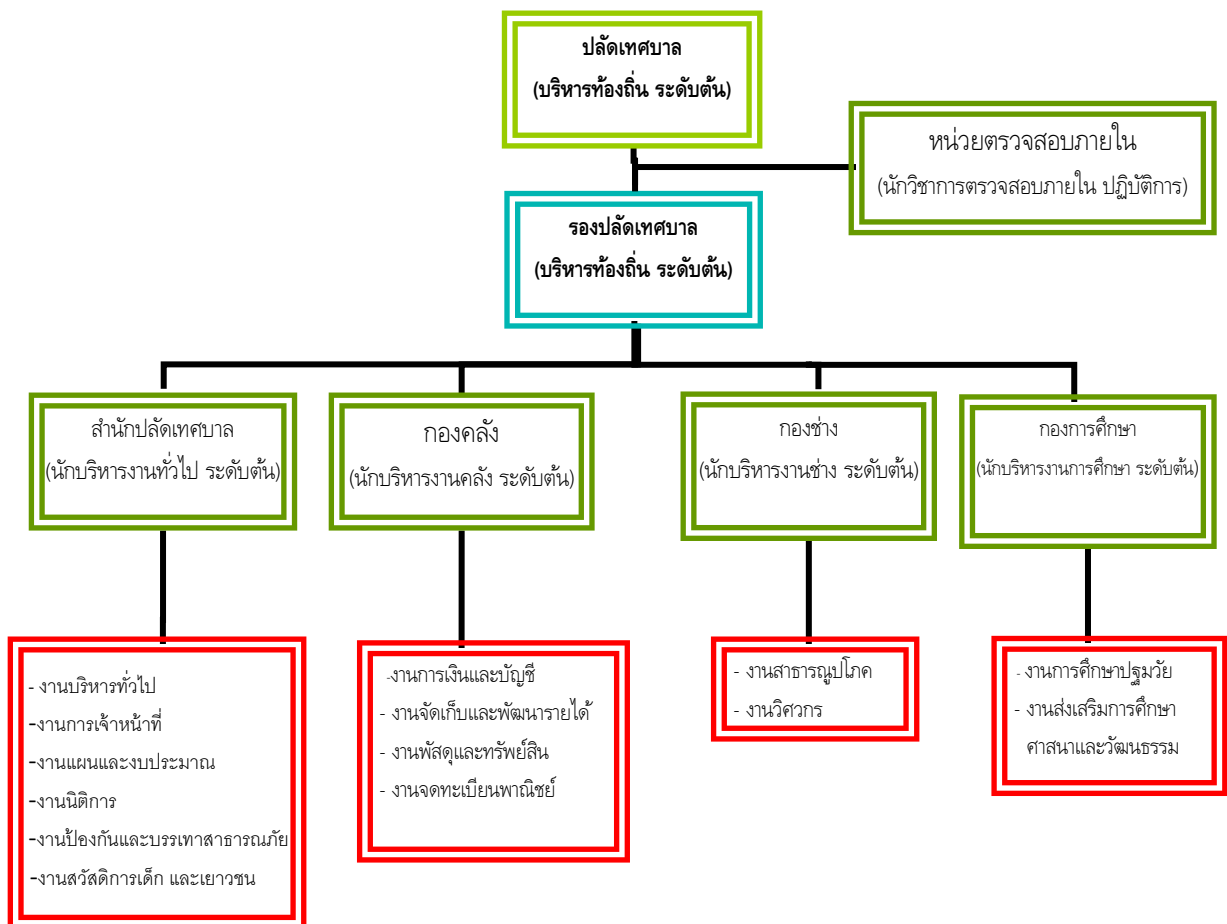 ปลัดเทศบาล
(บริหารท้องถิ่น ระดับต้น)
หน่วยตรวจสอบภายใน
(นักวิชาการตรวจสอบภายใน ปฏิบัติการ)
รองปลัดเทศบาล
(บริหารท้องถิ่น ระดับต้น)
สำนักปลัดเทศบาล
(นักบริหารงานทั่วไป ระดับต้น)
กองคลัง
(นักบริหารงานคลัง ระดับต้น)
กองช่าง
(นักบริหารงานช่าง ระดับต้น)
กองการศึกษา
(นักบริหารงานการศึกษา ระดับต้น)
- งานบริหารทั่วไป
-งานการเจ้าหน้าที่
-งานแผนและงบประมาณ
-งานนิติการ
-งานป้องกันและบรรเทาสาธารณภัย
-งานสวัสดิการเด็ก และเยาวชน
-งานการเงินและบัญชี
- งานจัดเก็บและพัฒนารายได้
- งานพัสดุและทรัพย์สิน
- งานจดทะเบียนพาณิชย์
- งานสาธารณูปโภค
- งานวิศวกร
- งานการศึกษาปฐมวัย
- งานส่งเสริมการศึกษา
ศาสนาและวัฒนธรรม